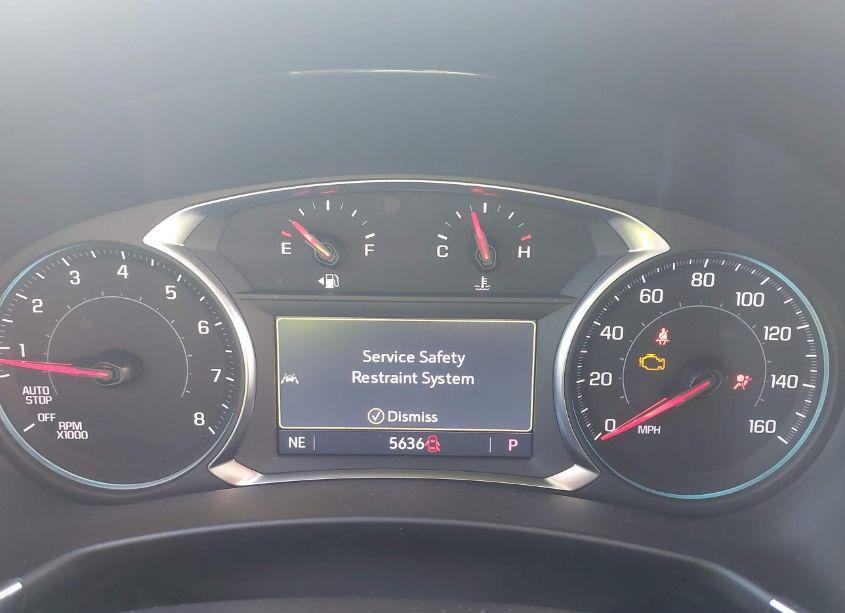 E F
C H
1 2 3 4 5 6 7 8
AUTO
STOP
OFF
RPM
X1000
Service Safety
Restraint System
Dismiss
NE 5636 P
0 20 40 60 80 100 120 140 160
MPH